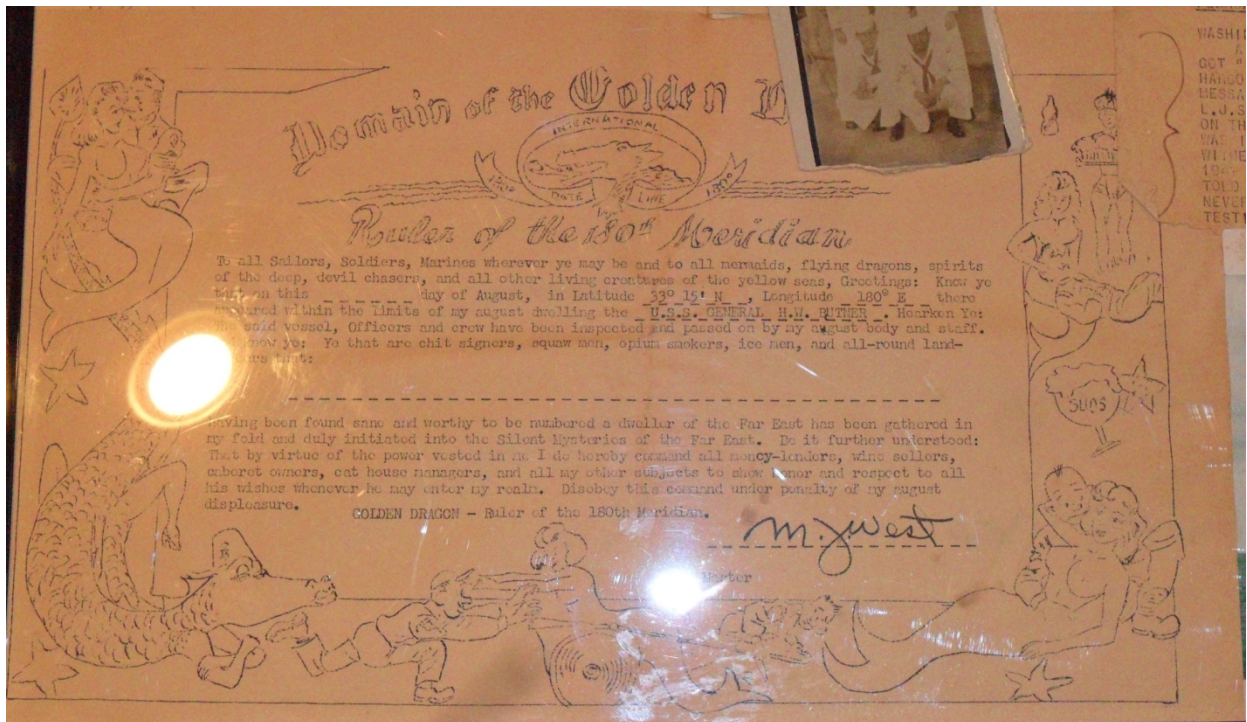 Domain of the Golden D
INTERNATIONAL
180° DATE LINE 180°
Ruler of the 180th Meridian
To all Sailors, Soldiers, Marines wherever ye may be and to all mermaids, flying dragons, spirits
of the deep, devil chasers, and all other living creatures of the yellow seas, Greetings: Know ye
that on this _ _ _ _ _ _ _ day of August, in Latitude 33° 15' N , Longitude 180° E there
appeared within the limits of my august dwelling the U.S.S. GENERAL H.W. BUTNER . Hearken Ye:
The said vessel, Officers and crew have been inspected and passed on by my august body and staff.
know ye: Ye that are chit signers, squaw men, opium smokers, ice men, and all-round land-
that:
Having been found sane and worthy to be numbered a dweller of the Far East has been gathered in
my fold and duly initiated into the Silent Mysteries of the Far East. Be it further understood:
That by virtue of the power vested in me I do hereby command all money-lenders, wine sellers,
cabaret owners, cat house managers, and all my other subjects to show honor and respect to all
his wishes whenever he may enter my realm. Disobey this command under penalty of my august
displeasure.
GOLDEN DRAGON - Ruler of the 180th Meridian.
M. J. West
Master
SUDS
WASHI
A
GOT "
MESSA
L.J.S
ON TH
WAS I
WITNE
194
TOLD
NEVER
TEST